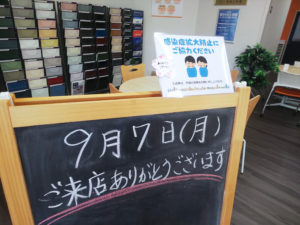 感染症拡大防止に
ご協力ください
9月7日(月)
ご来店ありがとうございます